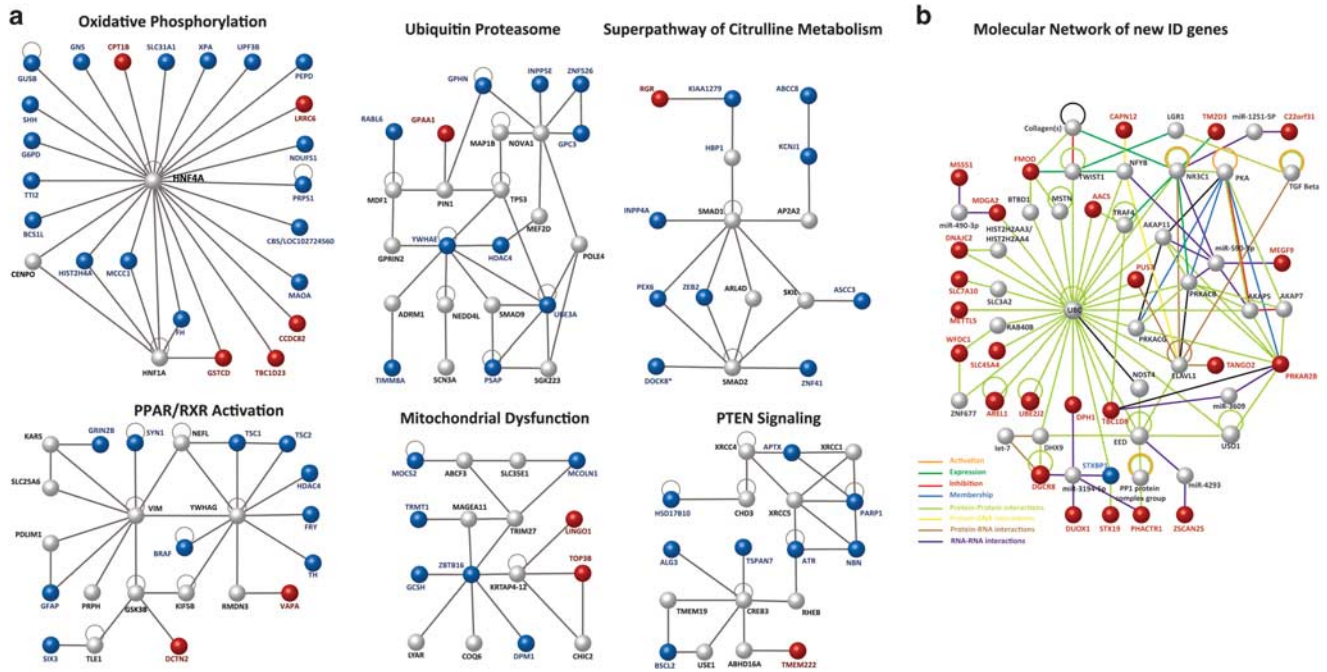 a
Oxidative Phosphorylation
GUSB
GNS
CPT1B
SLC31A1
XPA
UPF3B
PEPD
SHH
LRRC6
G6PD
NDUFS1
HNF4A
TTI2
PRPS1
BCS1L
CBS/LOC102724560
CENPO
HIST2H4A
MCCC1
MAOA
FH
CCDC82
HNF1A
GSTCD
TBC1D23
Ubiquitin Proteasome
GPHN
INPP5E
ZNF526
RABL6
GPAA1
MAP1B
NOVA1
GPC3
MDF1
PIN1
TP53
MEF2D
YWHAE
HDAC4
GPRIN2
POLE4
ADRM1
NEDD4L
SMAD9
UBE3A
TIMM8A
SCN3A
PSAP
SGK223
Superpathway of Citrulline Metabolism
RGR
KIAA1279
ABCC8
HBP1
KCNJ1
INPP4A
SMAD1
AP2A2
PEX6
ZEB2
ARL4D
SKIL
ASCC3
DOCK8*
SMAD2
ZNF41
PPAR/RXR Activation
KARS
GRIN2B
SYN1
NEFL
TSC1
TSC2
SLC25A6
HDAC4
VIM
YWHAG
PDLIM1
FRY
BRAF
TH
GFAP
PRPH
GSK3B
KIF5B
RMDN3
VAPA
SIX3
TLE1
DCTN2
Mitochondrial Dysfunction
MOCS2
ABCF3
SLC35E1
MCOLN1
TRMT1
MAGEA11
TRIM27
LINGO1
ZBTB16
TOP3B
GCSH
KRTAP4-12
LYAR
COQ6
DPM1
CHIC2
PTEN Signaling
XRCC4
APTX
XRCC1
HSD17B10
CHD3
XRCC5
PARP1
ALG3
TSPAN7
ATR
NBN
TMEM19
CREB3
RHEB
BSCL2
USE1
ABHD16A
TMEM222
b
Molecular Network of new ID genes
Collagen(s)
CAPN12
LGR1
TM2D3
miR-1251-5P
C22orf31
MSSS1
FMOD
TWIST1
NFYB
NR3C1
PKA
TGF Beta
MDGA2
BTBD1
MSTN
AACS
TRAF4
miR-490-3p
HIST2H2AA3/
HIST2H2AA4
AKAP11
miR-590-3p
DNAJC2
MEGF9
PUS7
SLC7A10
SLC3A2
PRKACB
AKAP5
AKAP7
METTL5
UBC
RAB40B
PRKACG
WFDC1
SLC45A4
ELAVL1
TANGO2
PRKAR2B
NDST4
ZNF677
AREL1
UBE2J2
DPH1
TBC1D8
miR-3609
let-7
DHX9
EED
USO1
Activation
Expression
Inhibition
Membership
Protein-Protein interactions
Protein-DNA interactions
Protein-RNA interactions
RNA-RNA interactions
STXBP3
DGCR8
miR-3194-5p
PP1 protein
complex group
miR-4293
DUOX1
STX19
PHACTR1
ZSCAN25